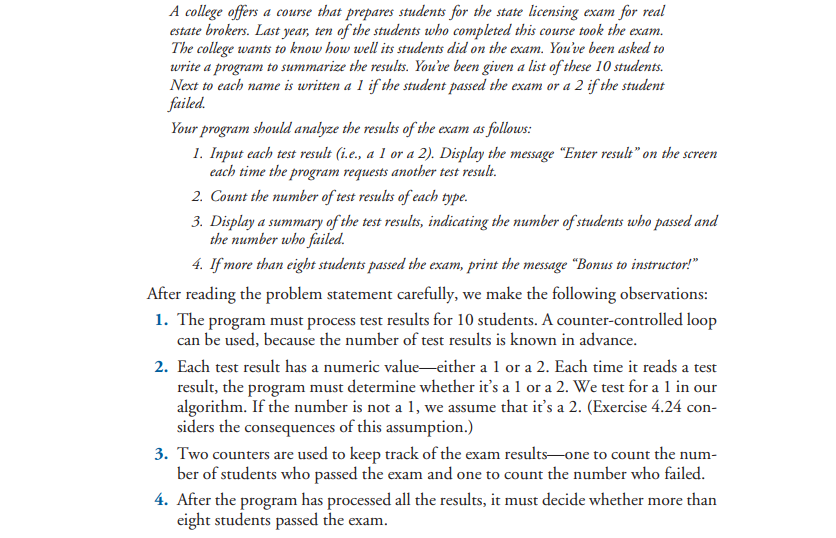 A college offers a course that prepares students for the state licensing exam for real
estate brokers. Last year, ten of the students who completed this course took the exam.
The college wants to know how well its students did on the exam. You've been asked to
write a program to summarize the results. You've been given a list of these 10 students.
Next to each name is written a 1 if the student passed the exam or a 2 if the student
failed.
Your program should analyze the results of the exam as follows:
1. Input each test result (i.e., a 1 or a 2). Display the message “Enter result” on the screen
each time the program requests another test result.
2. Count the number of test results of each type.
3. Display a summary of the test results, indicating the number of students who passed and
the number who failed.
4. If more than eight students passed the exam, print the message “Bonus to instructor!”
After reading the problem statement carefully, we make the following observations:
1. The program must process test results for 10 students. A counter-controlled loop
can be used, because the number of test results is known in advance.
2. Each test result has a numeric value—either a 1 or a 2. Each time it reads a test
result, the program must determine whether it's a 1 or a 2. We test for a 1 in our
algorithm. If the number is not a 1, we assume that it's a 2. (Exercise 4.24 con-
siders the consequences of this assumption.)
3. Two counters are used to keep track of the exam results—one to count the num-
ber of students who passed the exam and one to count the number who failed.
4. After the program has processed all the results, it must decide whether more than
eight students passed the exam.